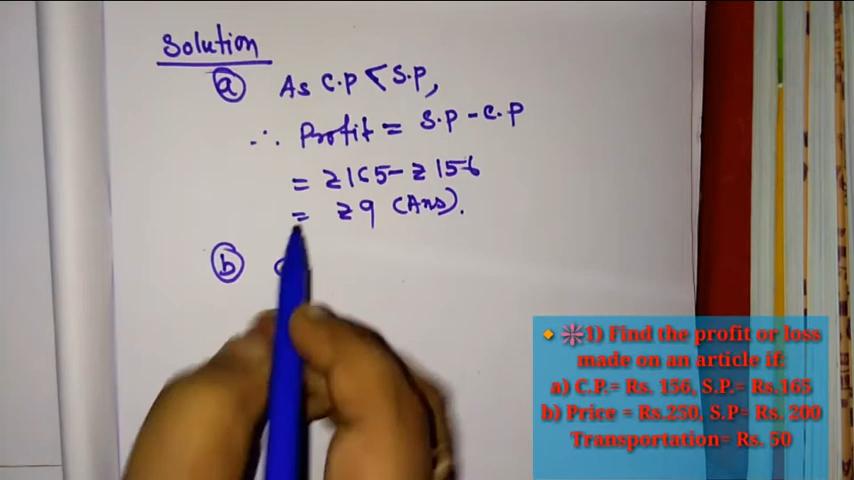 Solution
(a) As C.P < S.P,
∴ Profit = S.P - C.P
= ₹165 - ₹156
= ₹9 (Ans).
(b)
1) Find the profit or loss
made on an article if:
a) C.P.= Rs. 156, S.P.= Rs.165
b) Price = Rs.250, S.P= Rs. 200
Transportation= Rs. 50